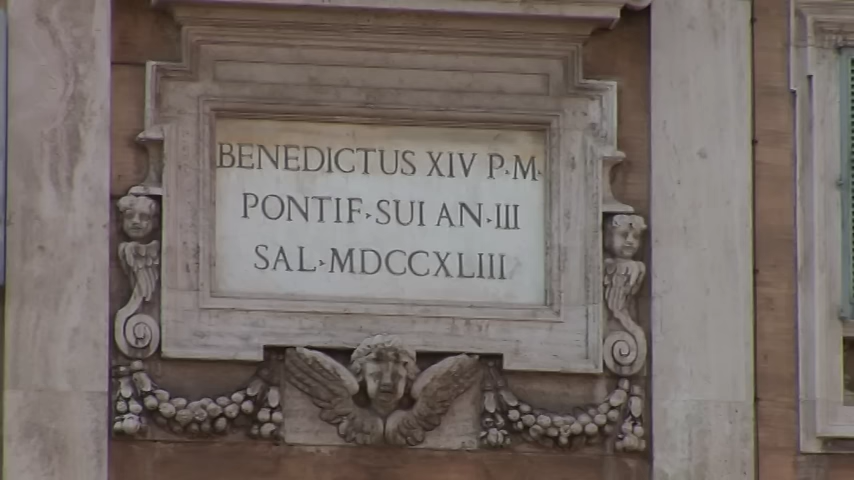 BENEDICTUS XIV P·M·
PONTIF·SUI AN·III
SAL·MDCCXLIII